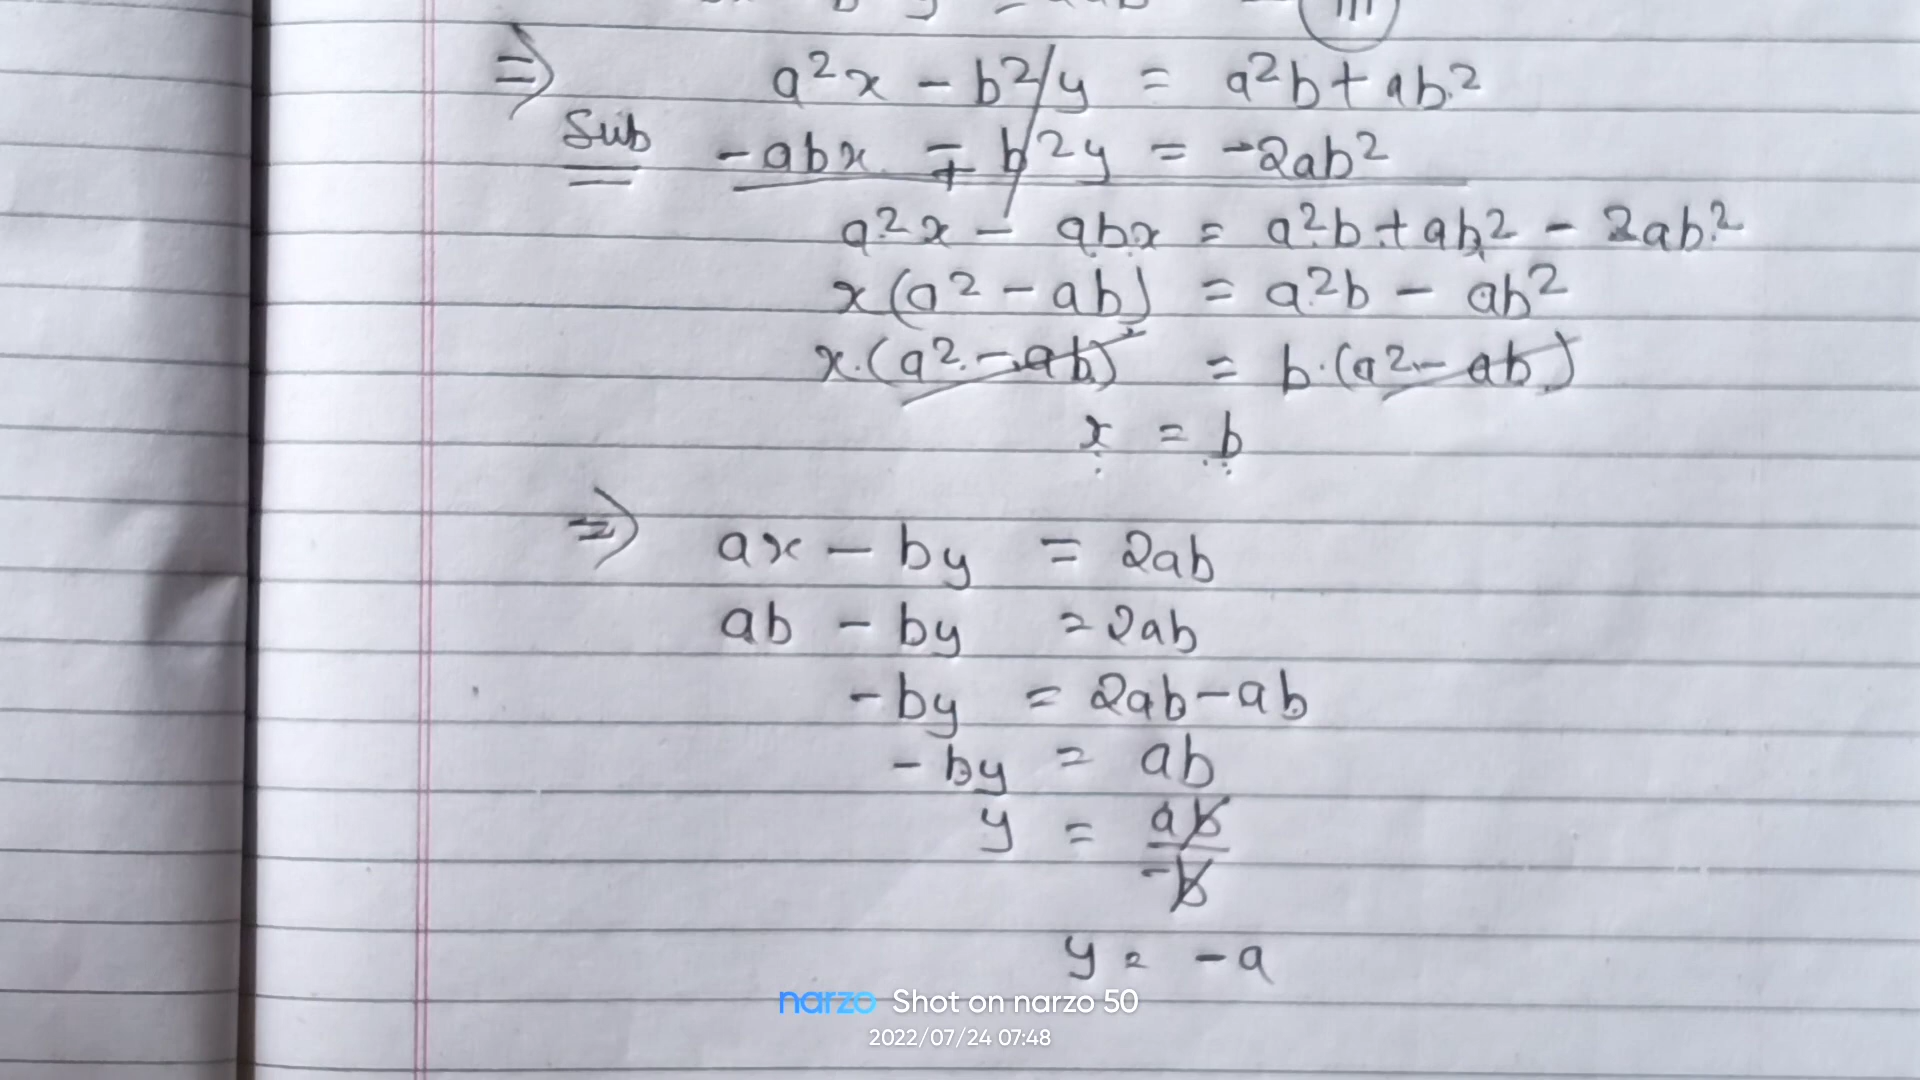 ⇒ a²x - b²y = a²b + ab²
Sub -abx ∓ b²y = -2ab²
a²x - abx = a²b + ab² - 2ab²
x(a² - ab) = a²b - ab²
x.(a² - ab) = b.(a² - ab)
x = b
⇒ ax - by = 2ab
ab - by = 2ab
-by = 2ab - ab
-by = ab
y = ab/-b
y = -a
narzo Shot on narzo 50
2022/07/24 07:48